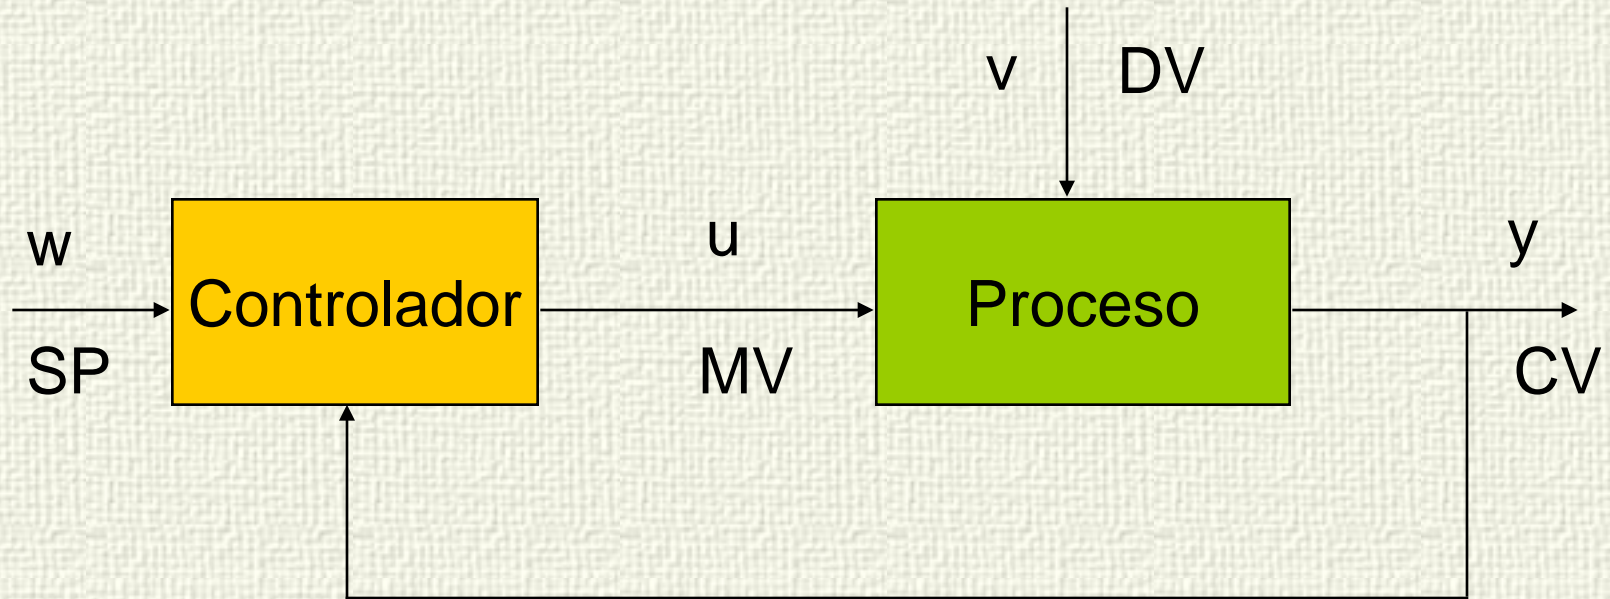 v
DV
w
SP
Controlador
u
MV
Proceso
y
CV